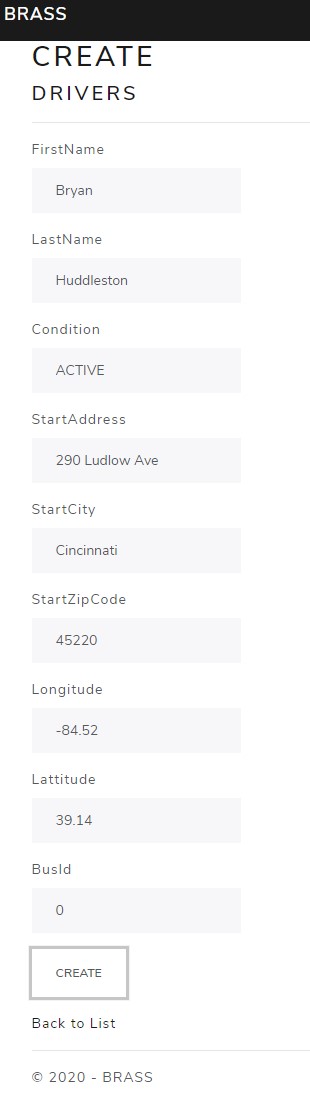 BRASS
CREATE
DRIVERS
FirstName
Bryan
LastName
Huddleston
Condition
ACTIVE
StartAddress
290 Ludlow Ave
StartCity
Cincinnati
StartZipCode
45220
Longitude
-84.52
Lattitude
39.14
BusId
0
CREATE
Back to List
© 2020 - BRASS